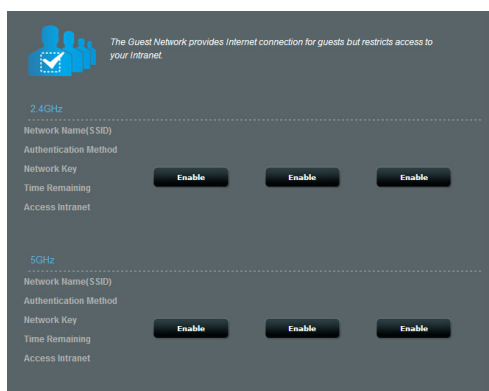 The Guest Network provides Internet connection for guests but restricts access to
your Intranet.
2.4GHz
Network Name(SSID)
Authentication Method
Network Key
Enable Enable Enable
Time Remaining
Access Intranet
5GHz
Network Name(SSID)
Authentication Method
Network Key
Enable Enable Enable
Time Remaining
Access Intranet